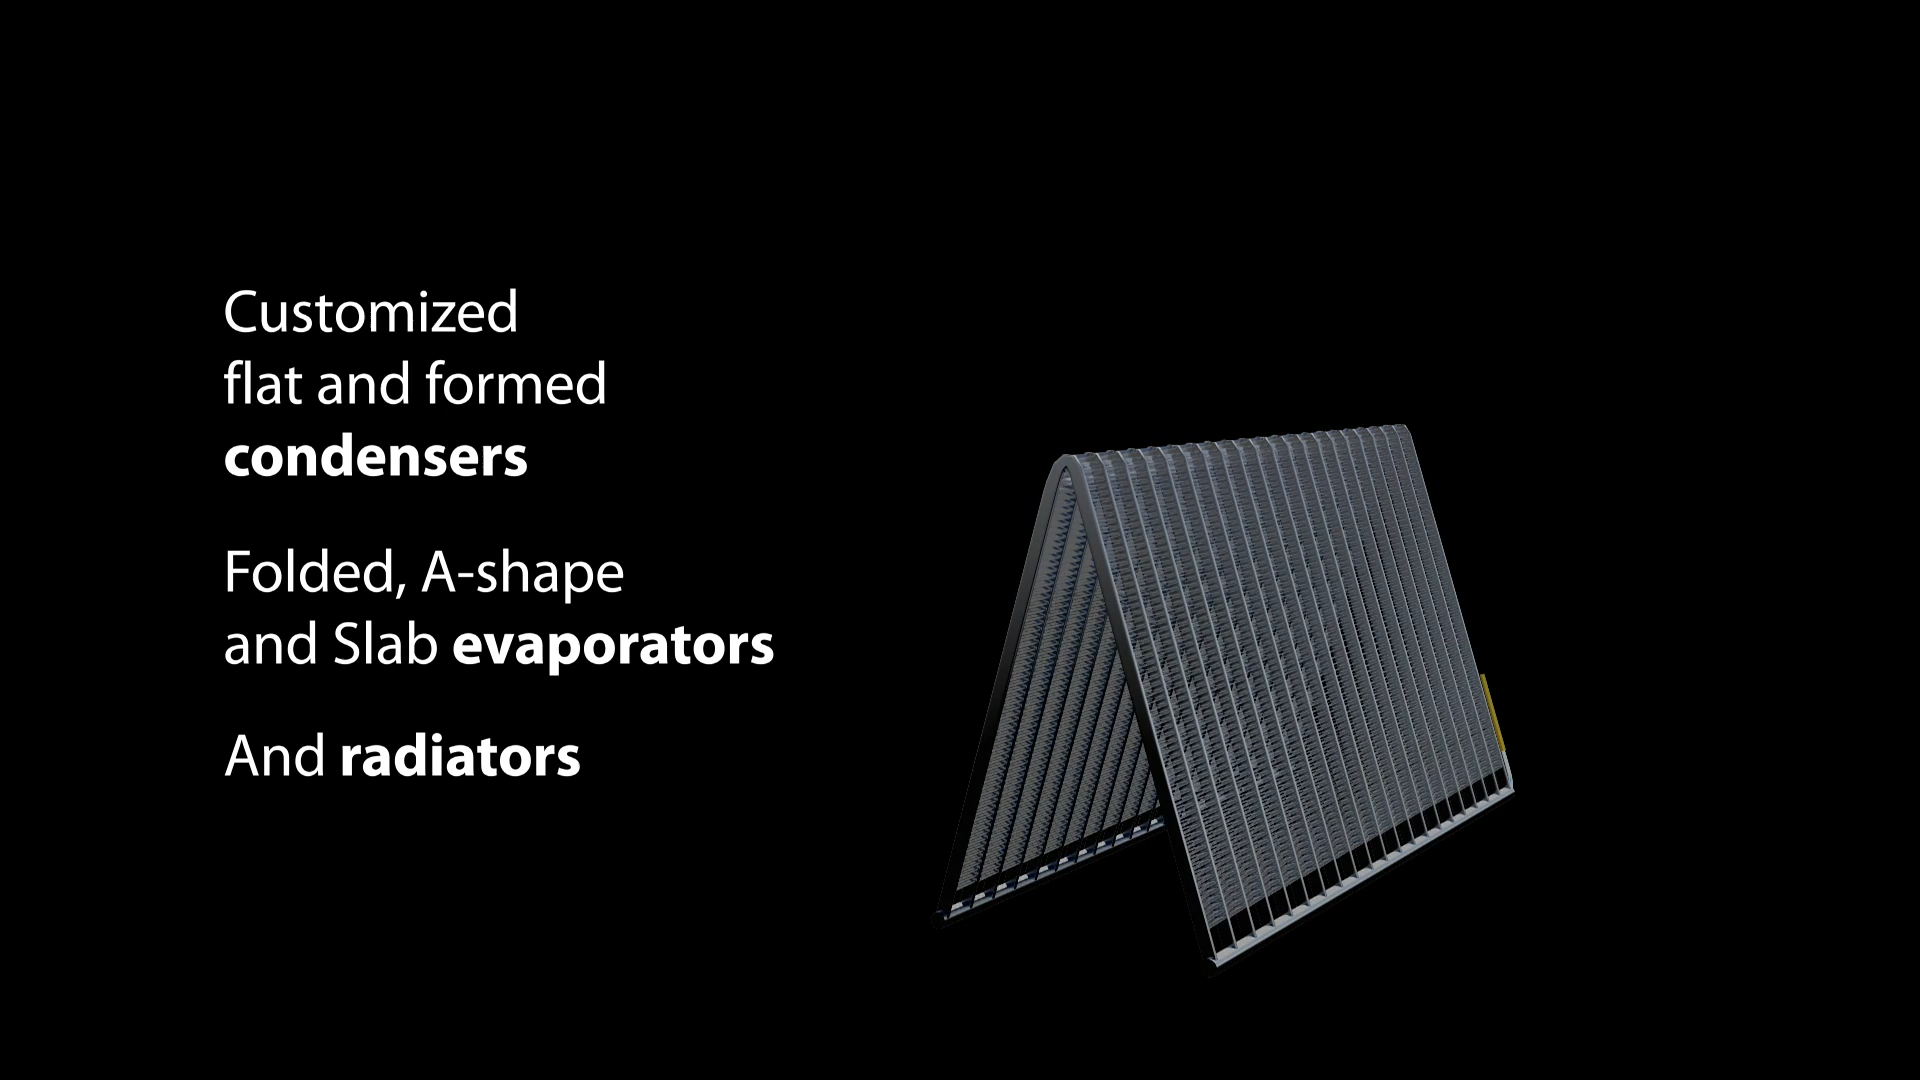 Customized
flat and formed
condensers
Folded, A-shape
and Slab evaporators
And radiators